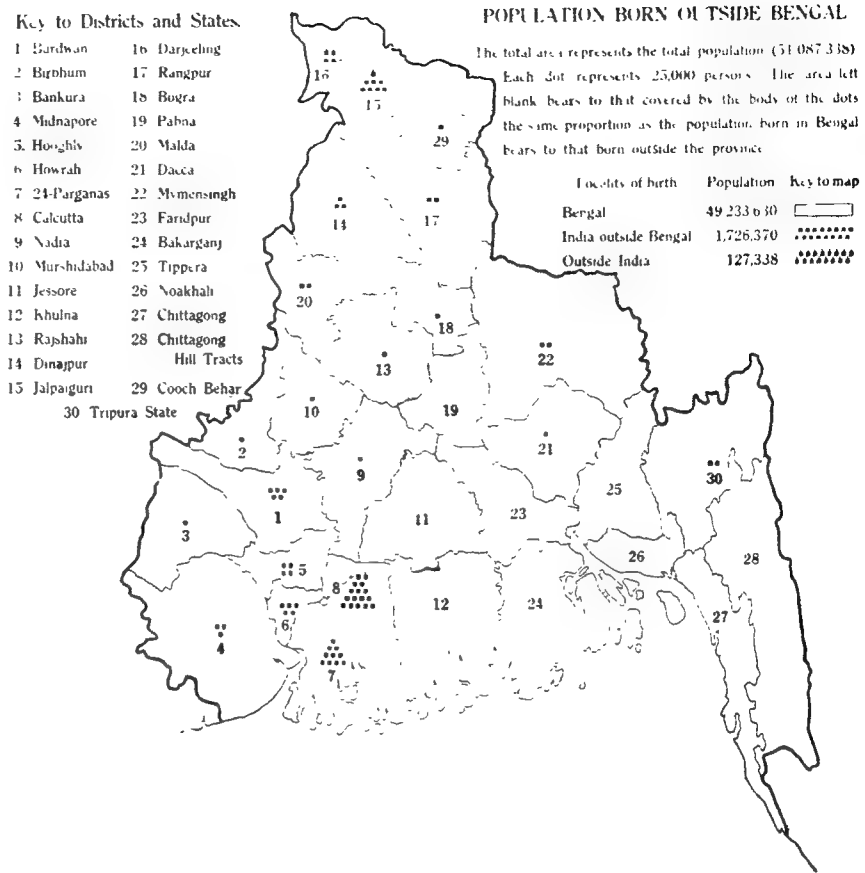 Key to Districts and States
1 Burdwan 16 Darjeeling
2 Birbhum 17 Rangpur
3 Bankura 18 Bogra
4 Midnapore 19 Pabna
5. Hooghly 20 Malda
6 Howrah 21 Dacca
7 24-Parganas 22 Mymensingh
8 Calcutta 23 Faridpur
9 Nadia 24 Bakarganj
10 Murshidabad 25 Tippera
11 Jessore 26 Noakhali
12 Khulna 27 Chittagong
13 Rajshahi 28 Chittagong
14 Dinajpur Hill Tracts
15 Jalpaiguri 29 Cooch Behar
30 Tripura State
POPULATION BORN OUTSIDE BENGAL
The total area represents the total population (51 087,338)
Each dot represents 25,000 persons The area left
blank bears to that covered by the body of the dots
the same proportion as the population born in Bengal
bears to that born outside the province
Locality of birth Population Key to map
Bengal 49 233 630
India outside Bengal 1,726,370
Outside India 127,338
16
15
29
14
17
20
18
13
22
10
19
2
9
21
30
1
11
23
25
3
5
26
28
8
12
24
6
27
4
7